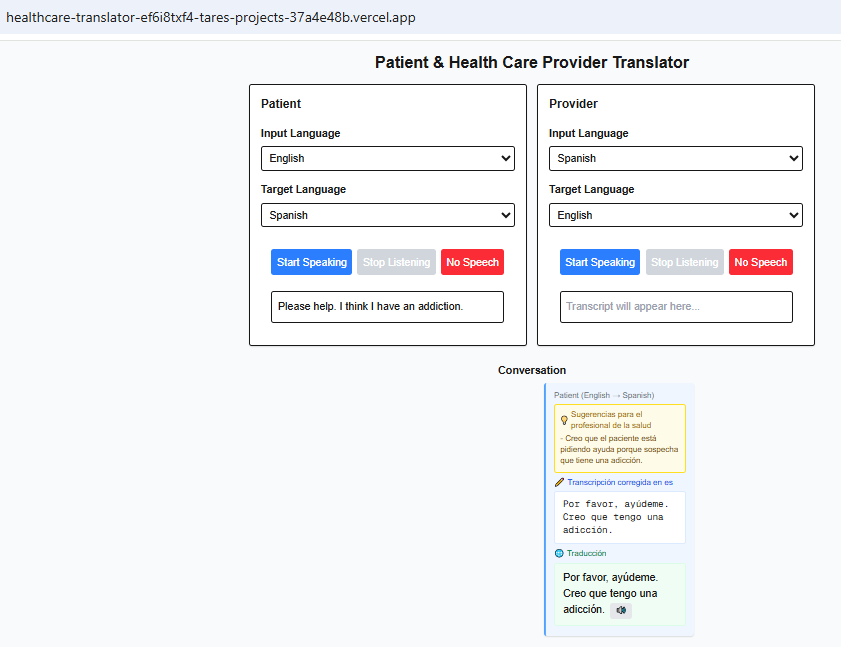 healthcare-translator-ef6i8txf4-tares-projects-37a4e48b.vercel.app
Patient & Health Care Provider Translator
Patient
Input Language
English
Target Language
Spanish
Start Speaking
Stop Listening
No Speech
Please help. I think I have an addiction.
Provider
Input Language
Spanish
Target Language
English
Start Speaking
Stop Listening
No Speech
Transcript will appear here...
Conversation
Patient (English → Spanish)
Sugerencias para el
profesional de la salud
- Creo que el paciente está
pidiendo ayuda porque sospecha
que tiene una adicción.
Transcripción corregida en es
Por favor, ayúdeme.
Creo que tengo una
adicción.
Traducción
Por favor, ayúdeme.
Creo que tengo una
adicción.